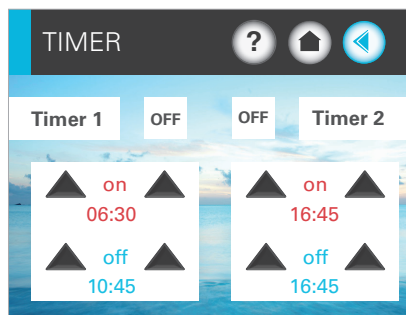 TIMER ?
Timer 1 OFF OFF Timer 2
on on
06:30 16:45
off off
10:45 16:45